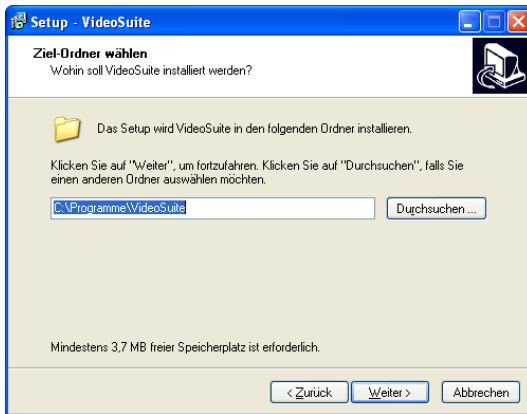 Setup - VideoSuite
Ziel-Ordner wählen
Wohin soll VideoSuite installiert werden?
Das Setup wird VideoSuite in den folgenden Ordner installieren.
Klicken Sie auf "Weiter", um fortzufahren. Klicken Sie auf "Durchsuchen", falls Sie
einen anderen Ordner auswählen möchten.
C:\Programme\VideoSuite
Durchsuchen ...
Mindestens 3,7 MB freier Speicherplatz ist erforderlich.
< Zurück
Weiter >
Abbrechen